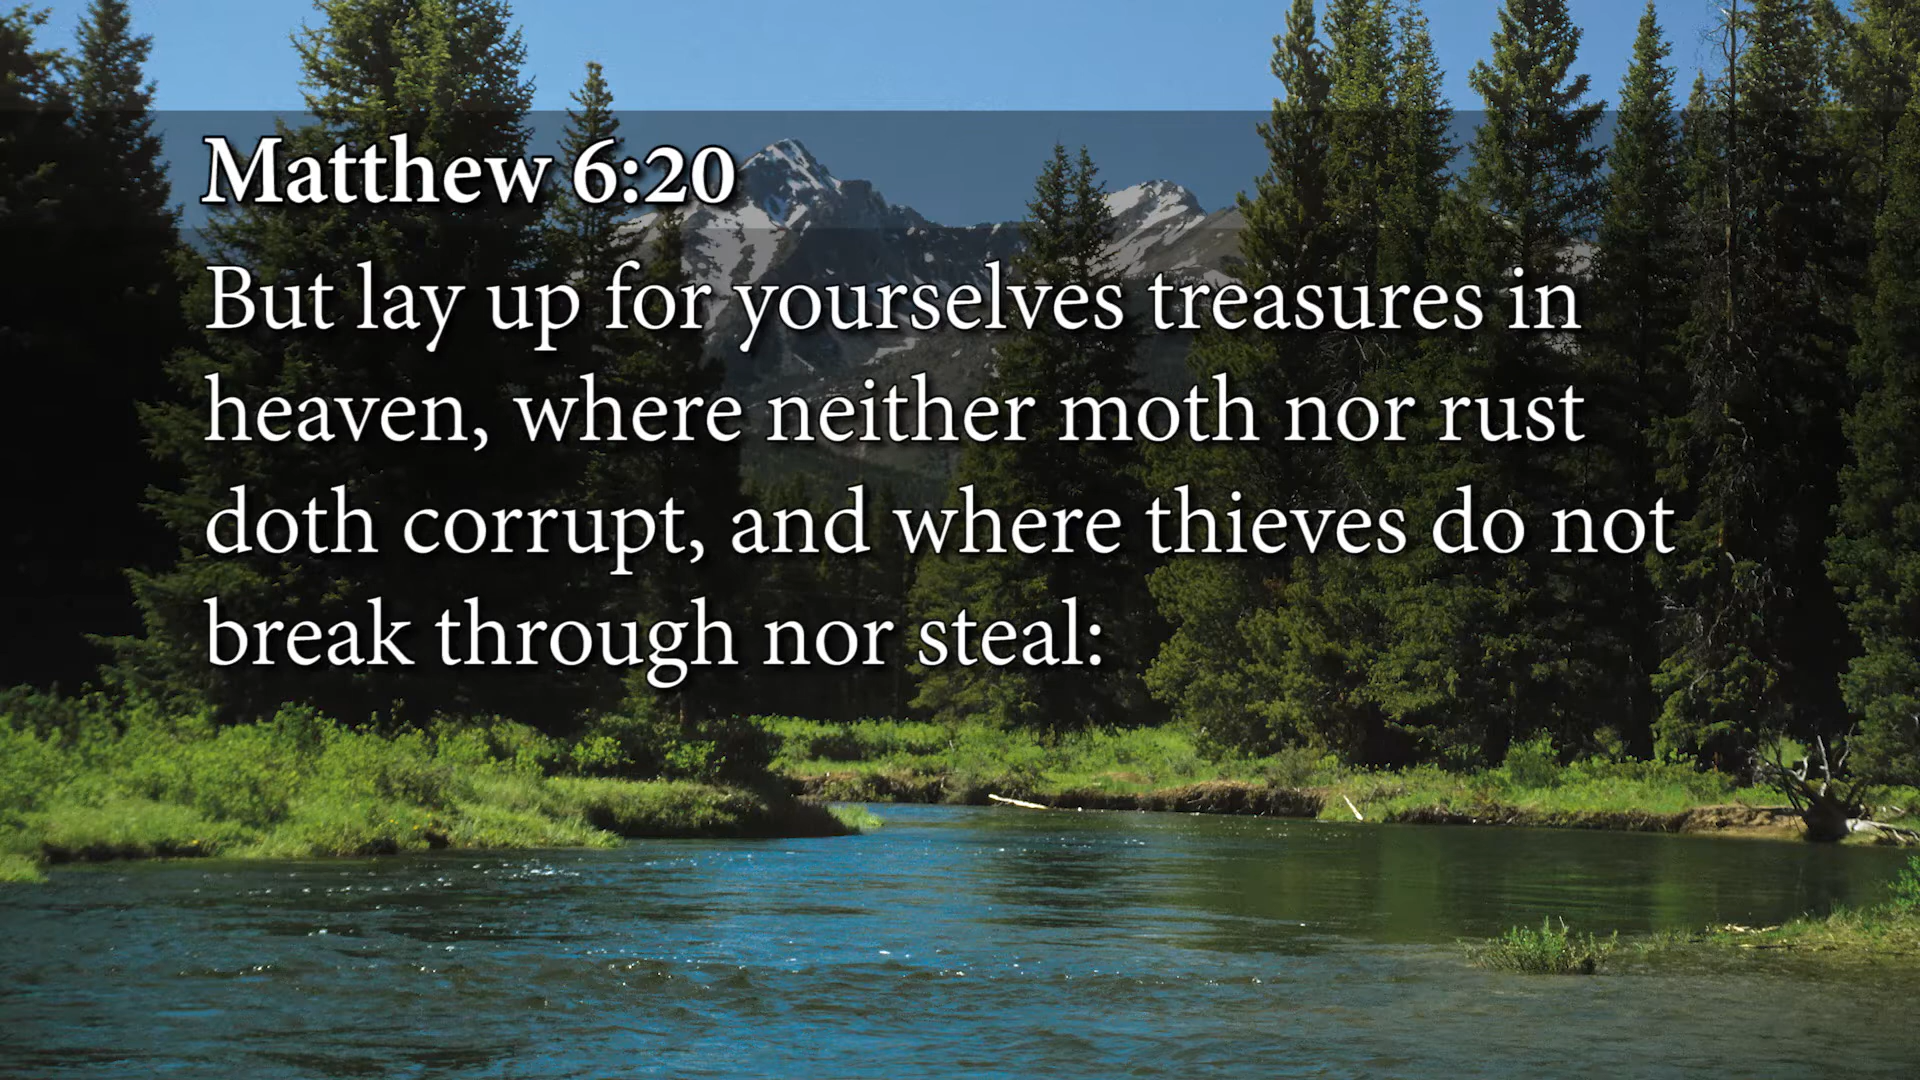 Matthew 6:20
But lay up for yourselves treasures in
heaven, where neither moth nor rust
doth corrupt, and where thieves do not
break through nor steal: